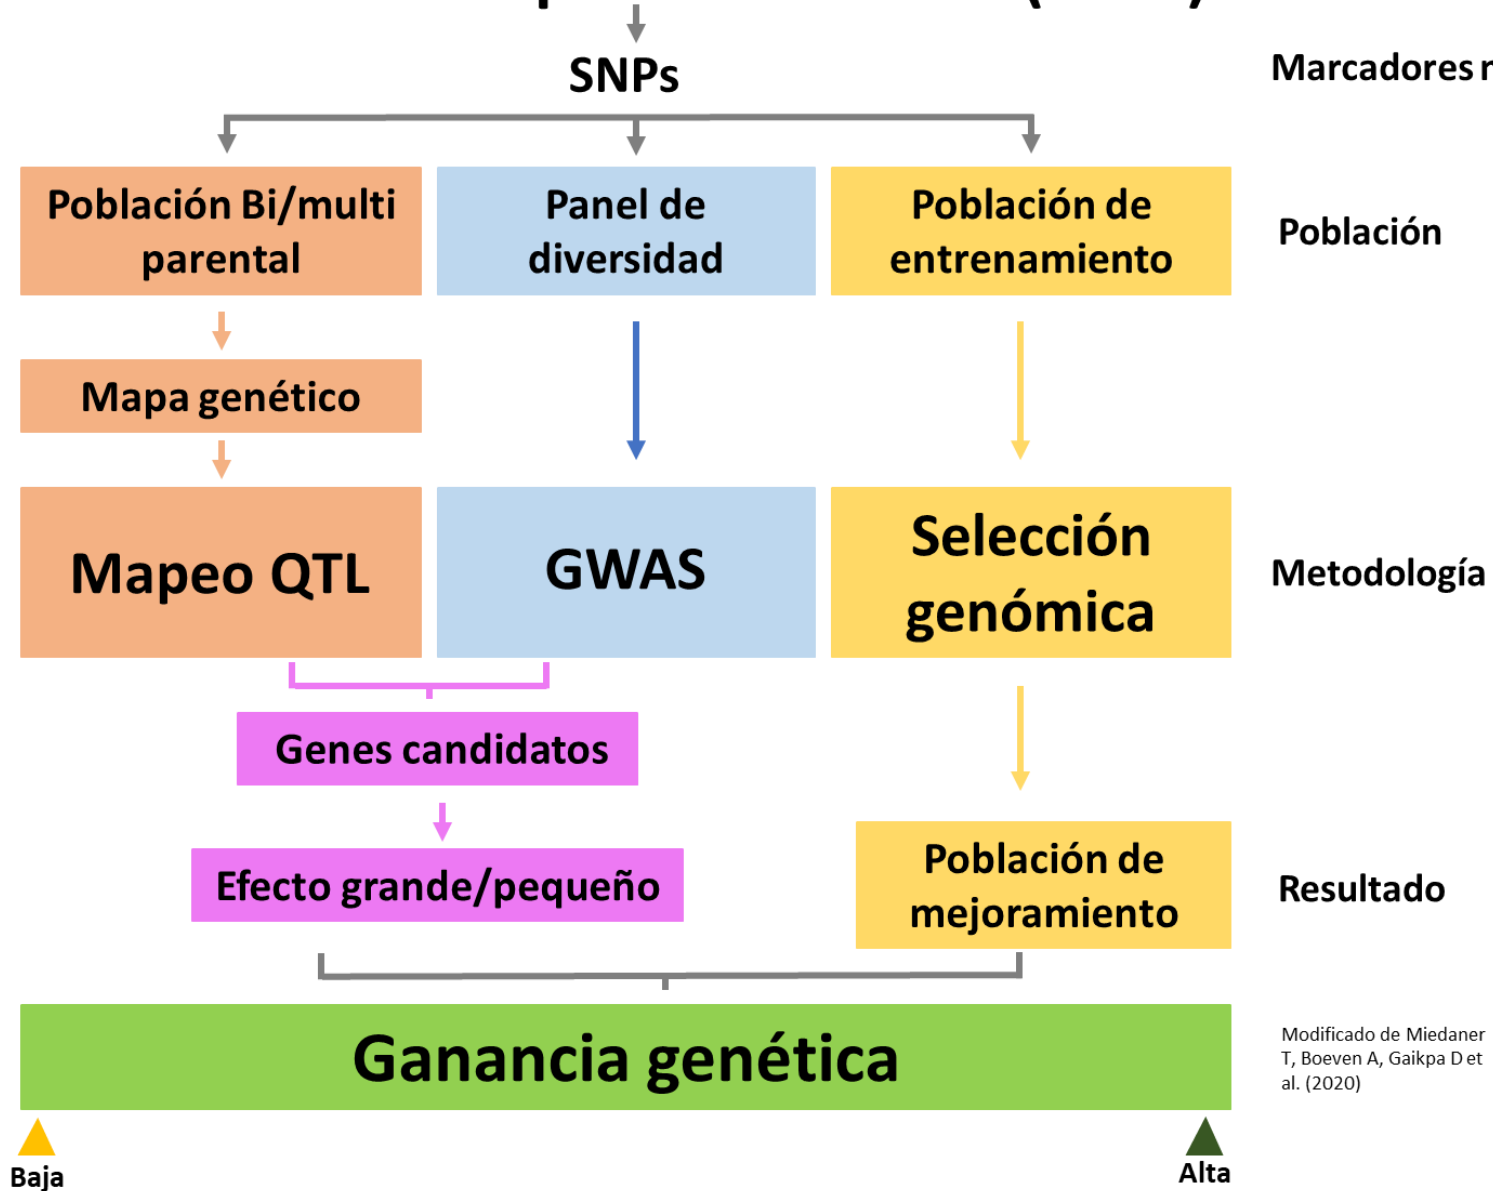 SNPs
Marcadores
Población Bi/multi
parental
Panel de
diversidad
Población de
entrenamiento
Población
Mapa genético
Mapeo QTL
GWAS
Selección
genómica
Metodología
Genes candidatos
Efecto grande/pequeño
Población de
mejoramiento
Resultado
Ganancia genética
Modificado de Miedaner
T, Boeven A, Gaikpa D et
al. (2020)
Baja
Alta